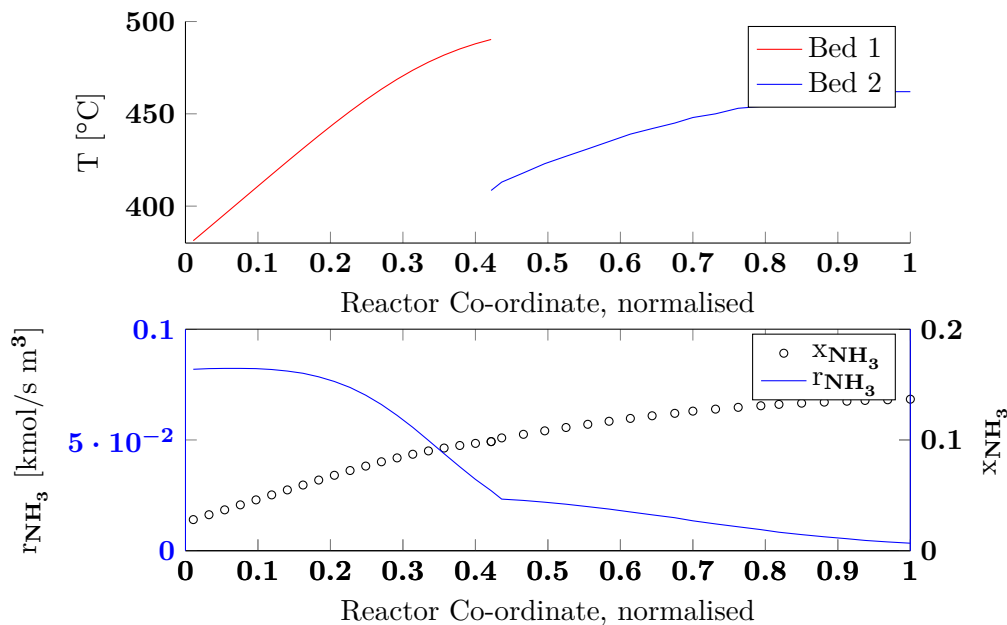 500
450
400
T [°C]
Bed 1
Bed 2
0 0.1 0.2 0.3 0.4 0.5 0.6 0.7 0.8 0.9 1
Reactor Co-ordinate, normalised
0.1
5 · 10⁻²
0
r_NH₃ [kmol/s m³]
0.2
0.1
0
x_NH₃
x_NH₃
r_NH₃
0 0.1 0.2 0.3 0.4 0.5 0.6 0.7 0.8 0.9 1
Reactor Co-ordinate, normalised